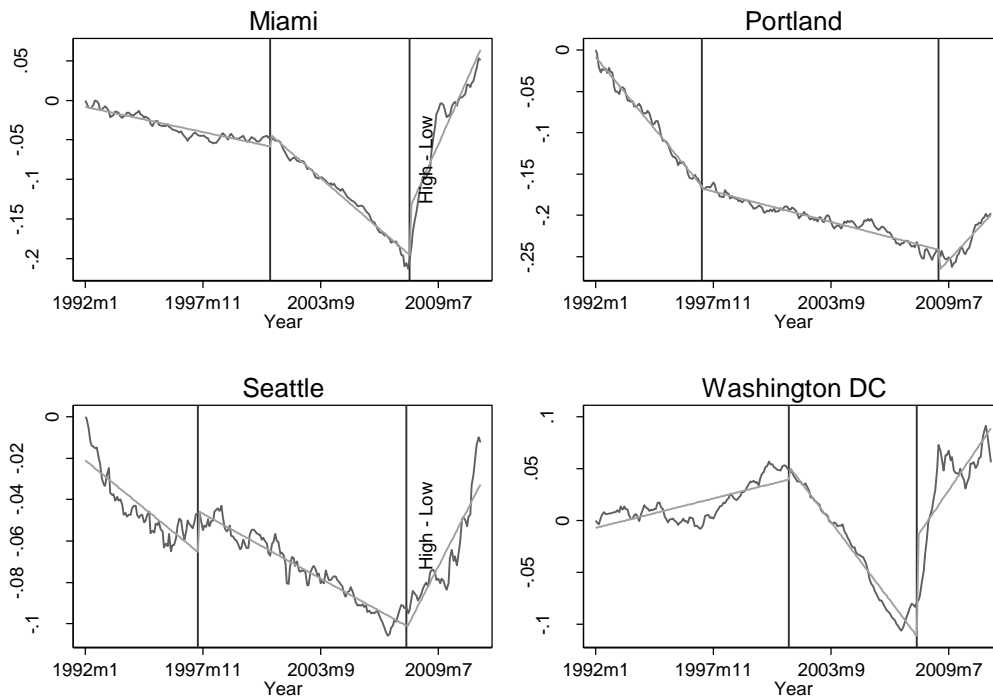 Miami
.05
0
-.05
-.1
-.15
-.2
High - Low
1992m1 1997m11 2003m9 2009m7
Year
Portland
0
-.05
-.1
-.15
-.2
-.25
1992m1 1997m11 2003m9 2009m7
Year
Seattle
0
-.02
-.04
-.06
-.08
-.1
High - Low
1992m1 1997m11 2003m9 2009m7
Year
Washington DC
.1
.05
0
-.05
-.1
1992m1 1997m11 2003m9 2009m7
Year